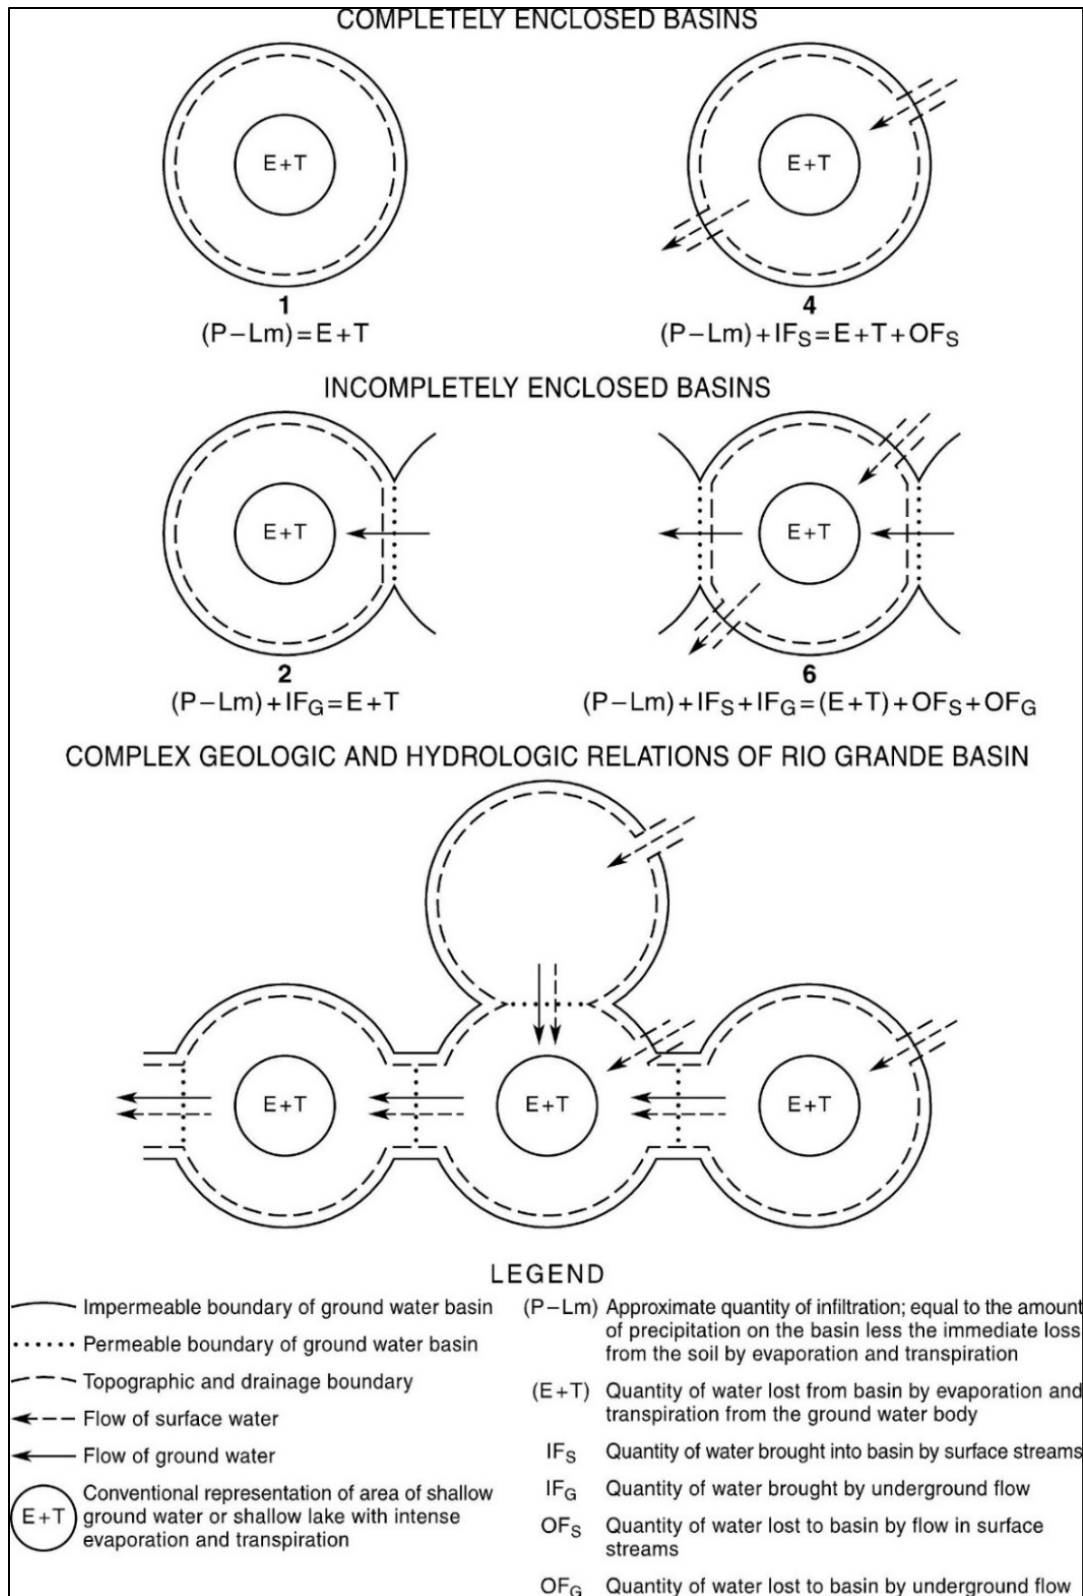 COMPLETELY ENCLOSED BASINS
E+T
E+T
1
4
(P−Lm)=E+T
(P−Lm)+IFS=E+T+OFS
INCOMPLETELY ENCLOSED BASINS
E+T
E+T
2
6
(P−Lm)+IFG=E+T
(P−Lm)+IFS+IFG=(E+T)+OFS+OFG
COMPLEX GEOLOGIC AND HYDROLOGIC RELATIONS OF RIO GRANDE BASIN
E+T
E+T
E+T
LEGEND
Impermeable boundary of ground water basin
Permeable boundary of ground water basin
Topographic and drainage boundary
Flow of surface water
Flow of ground water
E+T
Conventional representation of area of shallow
ground water or shallow lake with intense
evaporation and transpiration
(P−Lm) Approximate quantity of infiltration; equal to the amount
of precipitation on the basin less the immediate loss
from the soil by evaporation and transpiration
(E+T) Quantity of water lost from basin by evaporation and
transpiration from the ground water body
IFS Quantity of water brought into basin by surface streams
IFG Quantity of water brought by underground flow
OFS Quantity of water lost to basin by flow in surface
streams
OFG Quantity of water lost to basin by underground flow